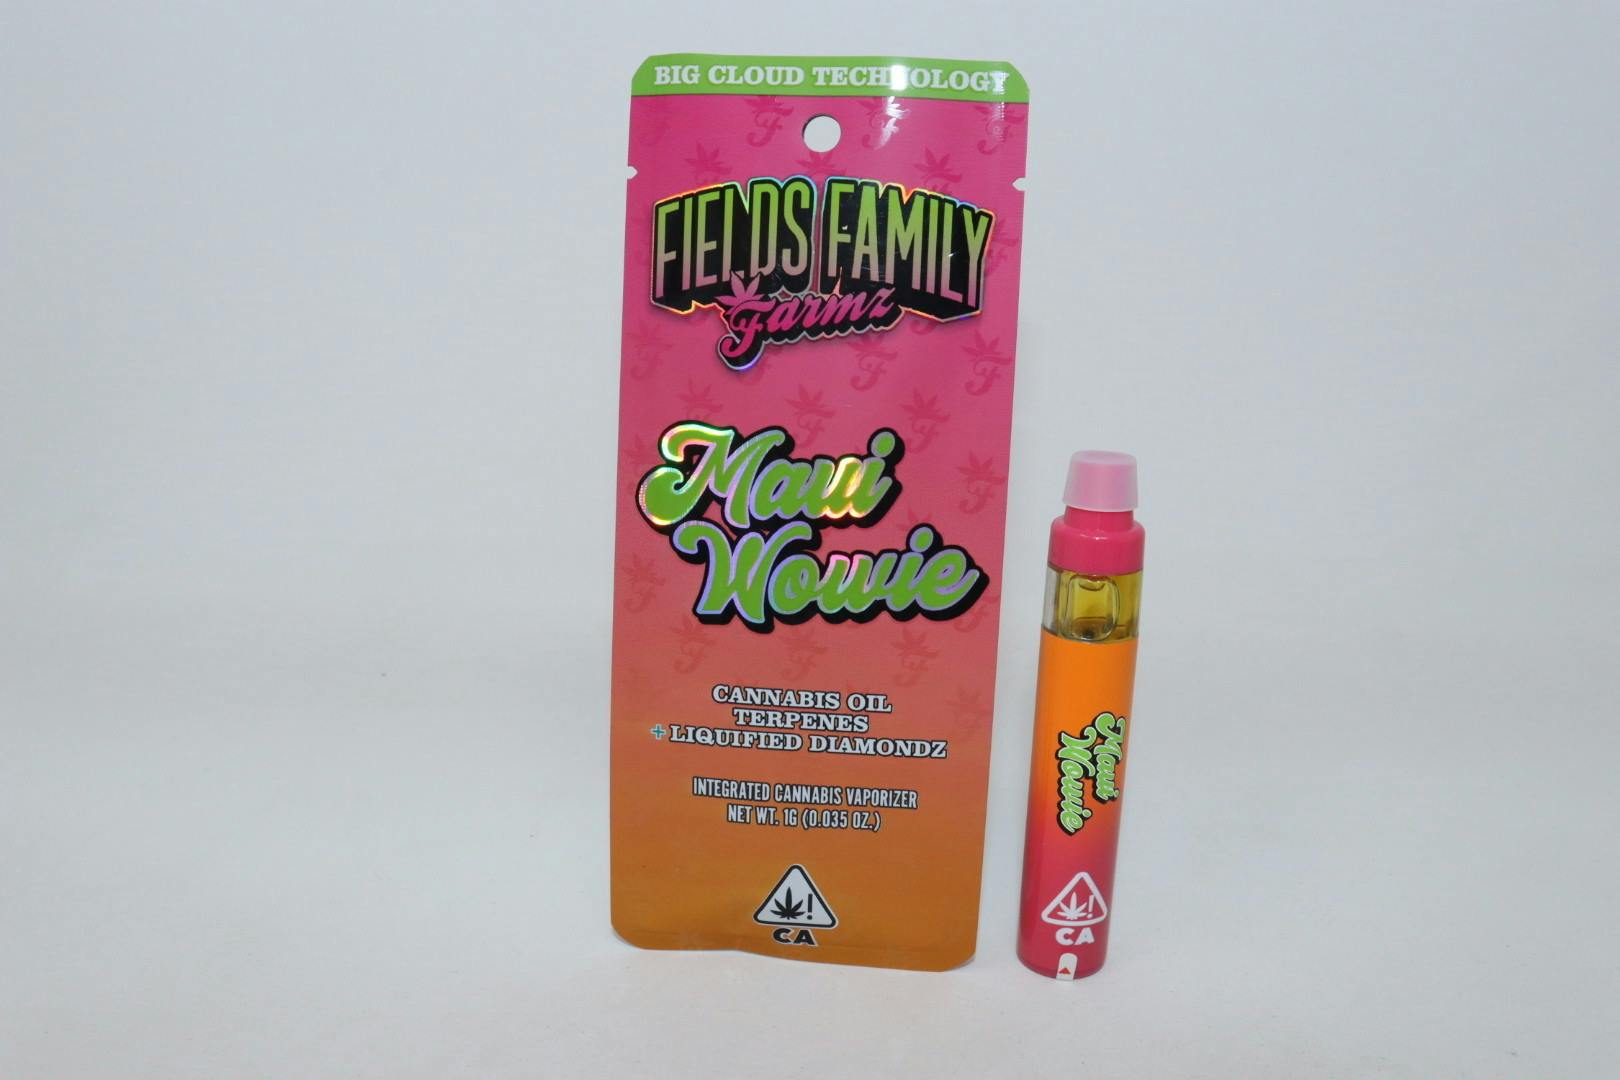 BIG CLOUD TECHNOLOGY
FIELDS FAMILY
Farmz
Maui
Wowie
CANNABIS OIL
TERPENES
+ LIQUIFIED DIAMONDZ
INTEGRATED CANNABIS VAPORIZER
NET WT. 1G (0.035 OZ.)
!
CA
Maui
Wowie
!
CA